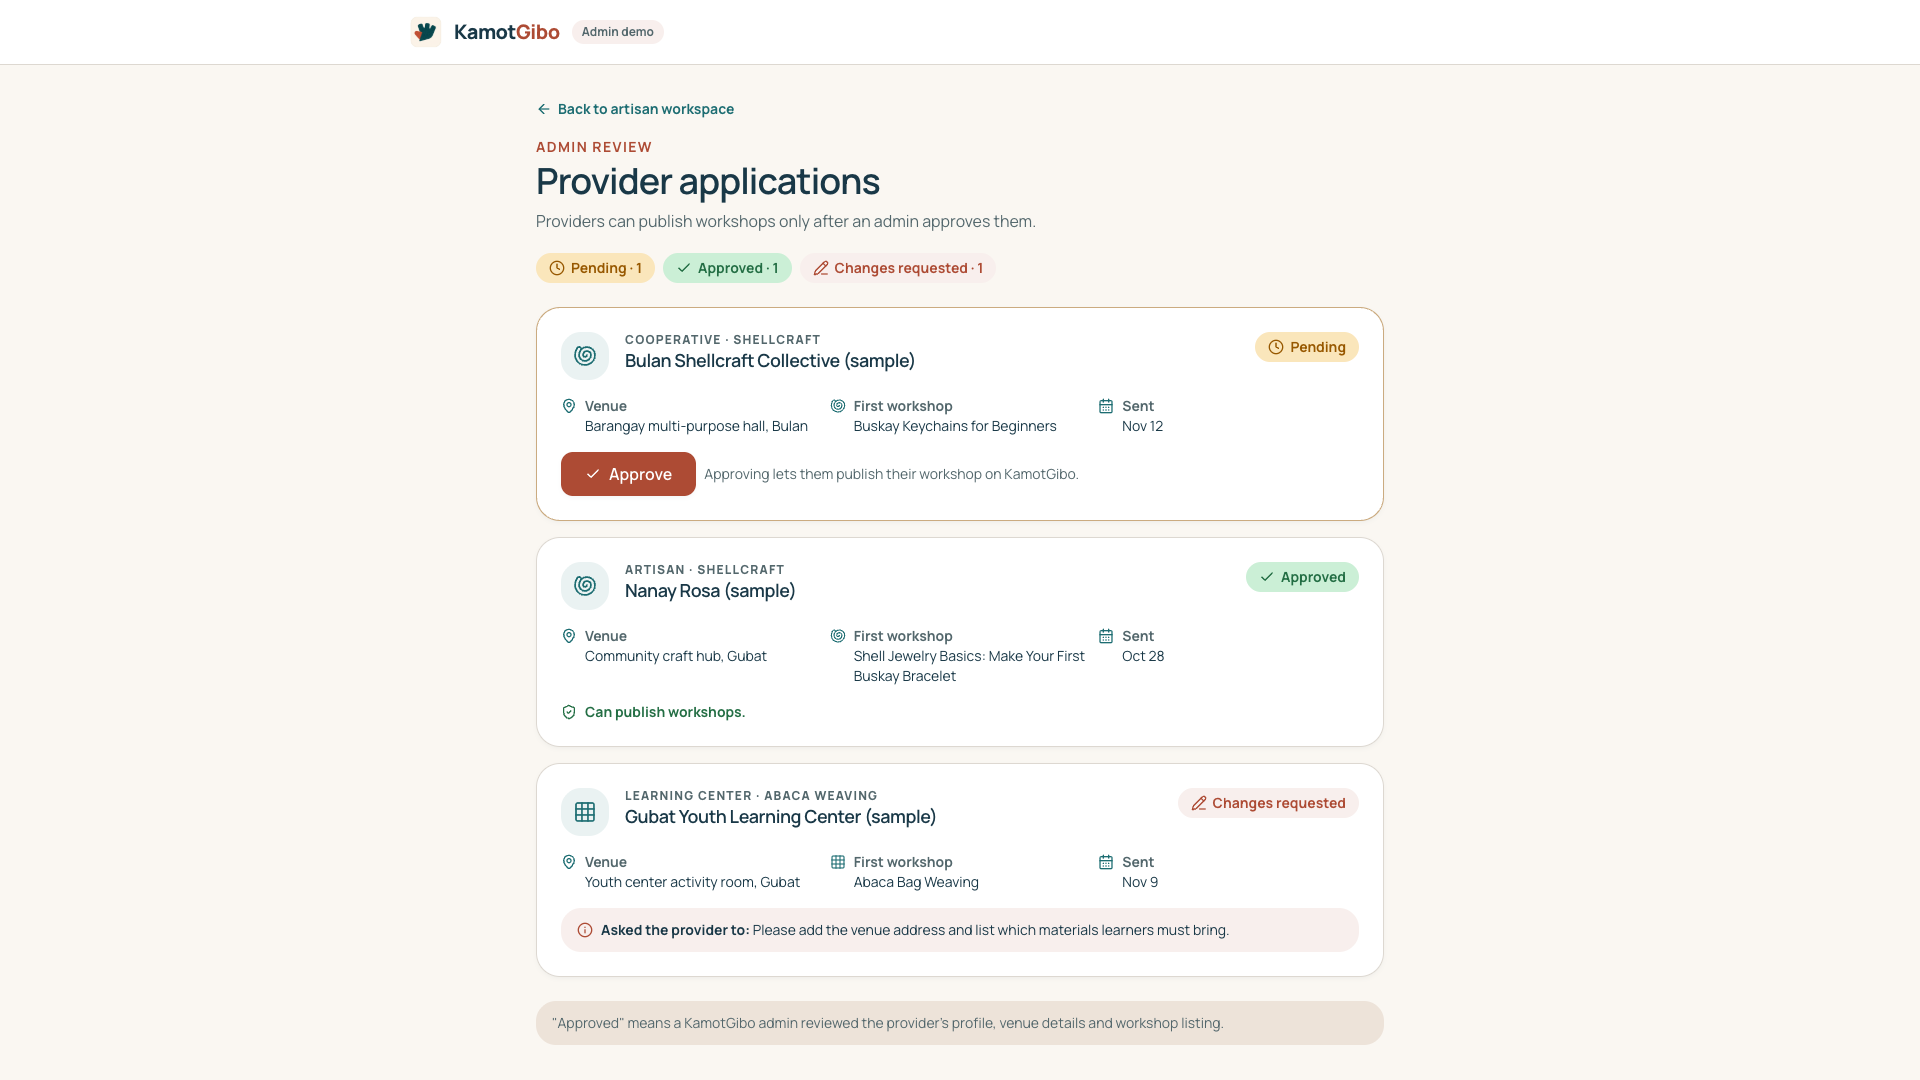 KamotGibo
Admin demo
Back to artisan workspace
ADMIN REVIEW
Provider applications
Providers can publish workshops only after an admin approves them.
Pending · 1
Approved · 1
Changes requested · 1
COOPERATIVE · SHELLCRAFT
Bulan Shellcraft Collective (sample)
Pending
Venue
Barangay multi-purpose hall, Bulan
First workshop
Buskay Keychains for Beginners
Sent
Nov 12
Approve
Approving lets them publish their workshop on KamotGibo.
ARTISAN · SHELLCRAFT
Nanay Rosa (sample)
Approved
Venue
Community craft hub, Gubat
First workshop
Shell Jewelry Basics: Make Your First
Buskay Bracelet
Sent
Oct 28
Can publish workshops.
LEARNING CENTER · ABACA WEAVING
Gubat Youth Learning Center (sample)
Changes requested
Venue
Youth center activity room, Gubat
First workshop
Abaca Bag Weaving
Sent
Nov 9
Asked the provider to: Please add the venue address and list which materials learners must bring.
"Approved" means a KamotGibo admin reviewed the provider's profile, venue details and workshop listing.